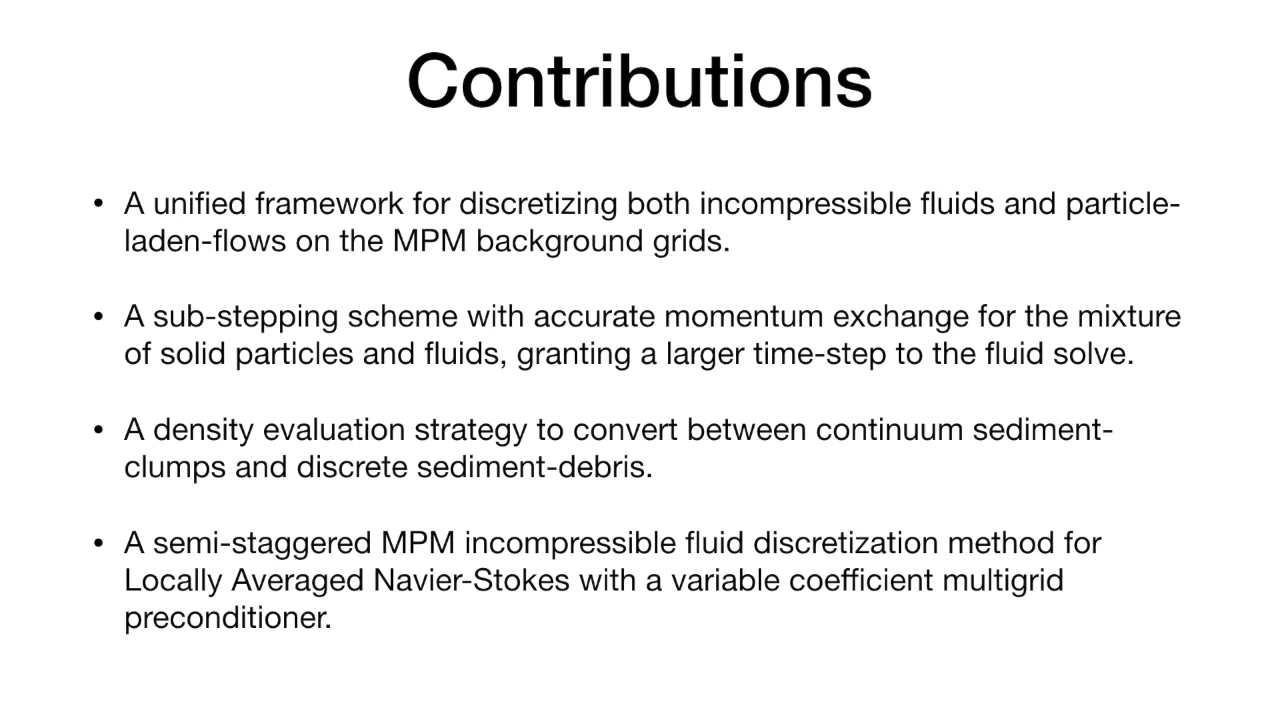 Contributions
• A unified framework for discretizing both incompressible fluids and particle-
laden-flows on the MPM background grids.
• A sub-stepping scheme with accurate momentum exchange for the mixture
of solid particles and fluids, granting a larger time-step to the fluid solve.
• A density evaluation strategy to convert between continuum sediment-
clumps and discrete sediment-debris.
• A semi-staggered MPM incompressible fluid discretization method for
Locally Averaged Navier-Stokes with a variable coefficient multigrid
preconditioner.